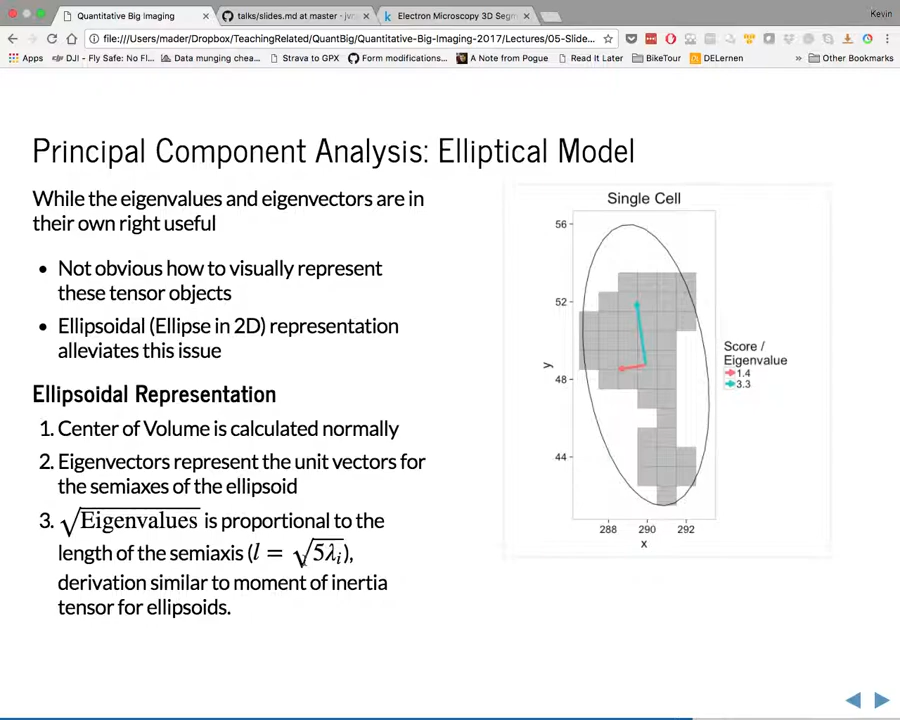 Quantitative Big Imaging
talks/slides.md at master - jvr
Electron Microscopy 3D Segm
Kevin
file:///Users/mader/Dropbox/TeachingRelated/QuantBig/Quantitative-Big-Imaging-2017/Lectures/05-Slide...
Apps
DJI - Fly Safe: No Fl...
Data munging chea...
Strava to GPX
Form modifications...
A Note from Pogue
Read It Later
BikeTour
DELernen
» Other Bookmarks
Principal Component Analysis: Elliptical Model
While the eigenvalues and eigenvectors are in
their own right useful
• Not obvious how to visually represent
these tensor objects
• Ellipsoidal (Ellipse in 2D) representation
alleviates this issue
Ellipsoidal Representation
1. Center of Volume is calculated normally
2. Eigenvectors represent the unit vectors for
the semiaxes of the ellipsoid
3. √Eigenvalues is proportional to the
length of the semiaxis (l = √5λi),
derivation similar to moment of inertia
tensor for ellipsoids.
Single Cell
56
52
48
44
y
288 290 292
x
Score /
Eigenvalue
1.4
3.3